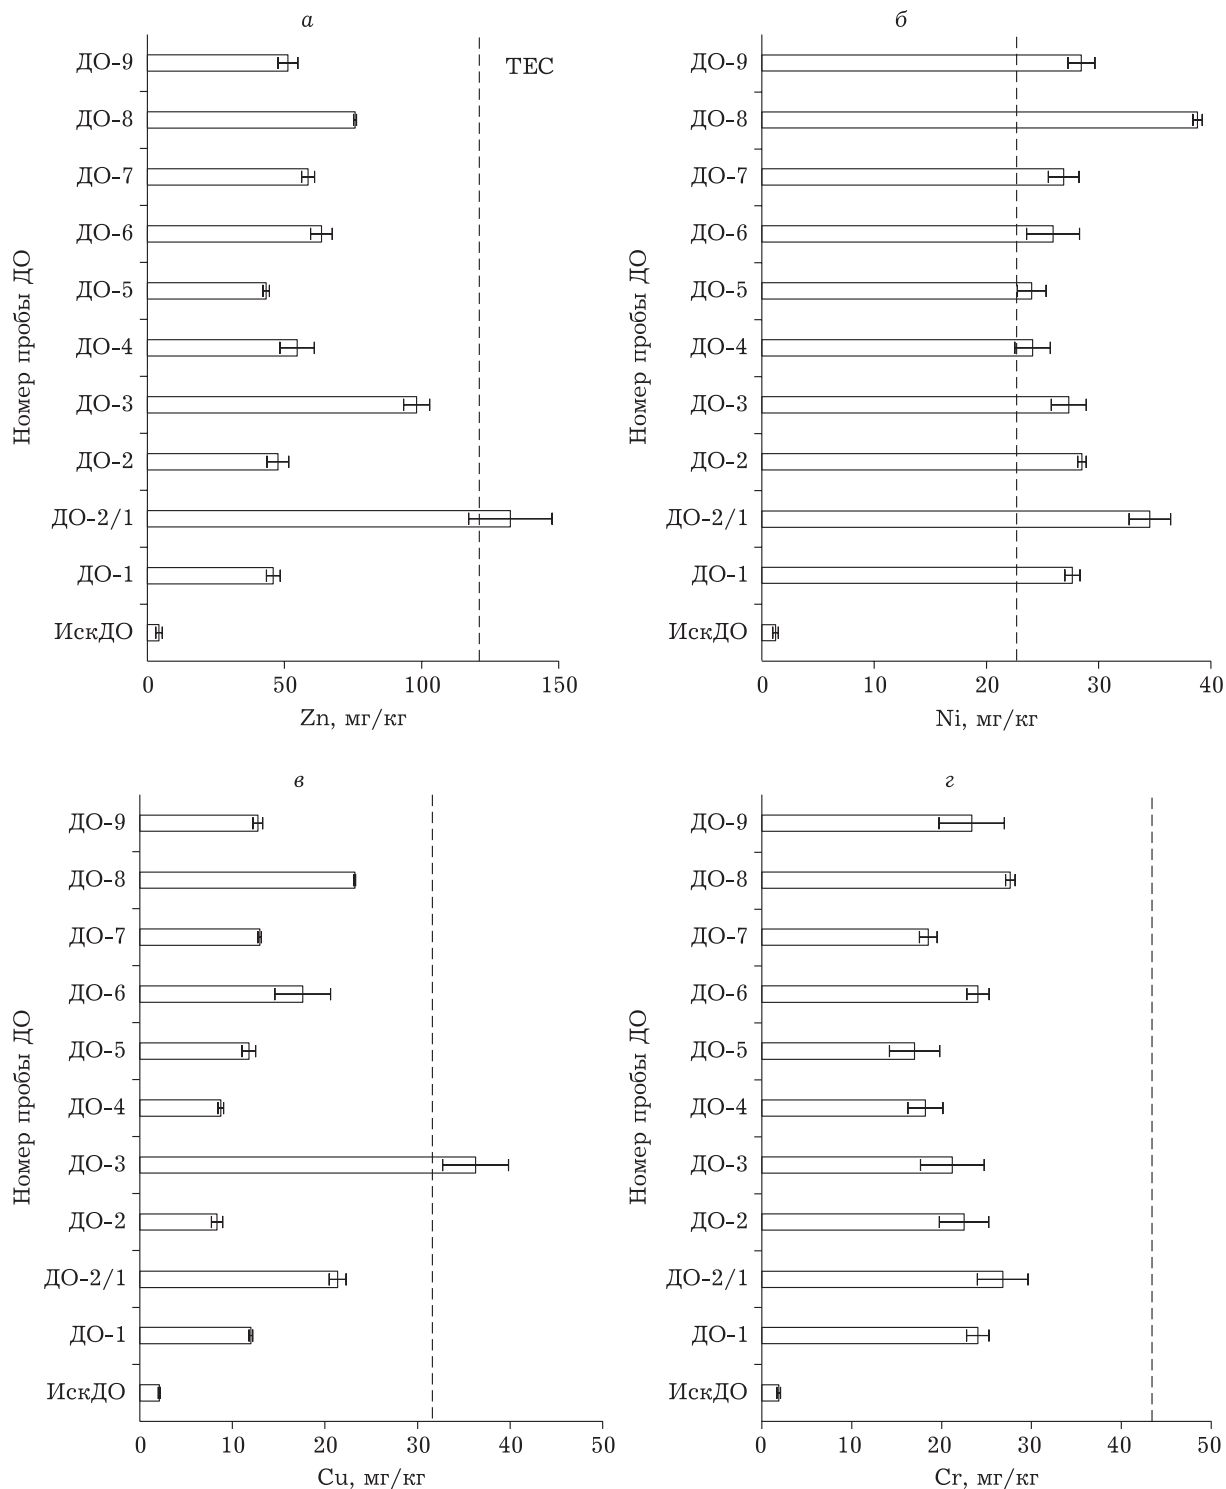 а
ДО-9
ТЕС
ДО-8
ДО-7
ДО-6
ДО-5
ДО-4
ДО-3
ДО-2
ДО-2/1
ДО-1
ИскДО
Номер пробы ДО
0 50 100 150
Zn, мг/кг
б
ДО-9
ДО-8
ДО-7
ДО-6
ДО-5
ДО-4
ДО-3
ДО-2
ДО-2/1
ДО-1
ИскДО
Номер пробы ДО
0 10 20 30 40
Ni, мг/кг
в
ДО-9
ДО-8
ДО-7
ДО-6
ДО-5
ДО-4
ДО-3
ДО-2
ДО-2/1
ДО-1
ИскДО
Номер пробы ДО
0 10 20 30 40 50
Cu, мг/кг
г
ДО-9
ДО-8
ДО-7
ДО-6
ДО-5
ДО-4
ДО-3
ДО-2
ДО-2/1
ДО-1
ИскДО
Номер пробы ДО
0 10 20 30 40 50
Cr, мг/кг